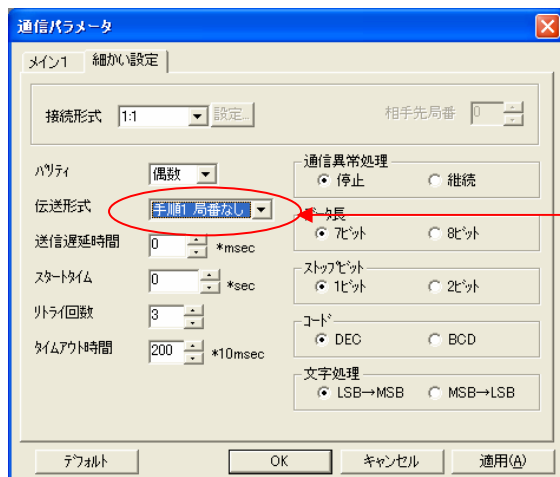 通信パラメータ
メイン1 細かい設定
接続形式 1:1 設定... 相手先局番 0
パリティ 偶数
伝送形式 手順1 局番なし
送信遅延時間 0 *msec
スタートタイム 0 *sec
リトライ回数 3
タイムアウト時間 200 *10msec
通信異常処理
停止 継続
データ長
7ビット 8ビット
ストップビット
1ビット 2ビット
コード
DEC BCD
文字処理
LSB→MSB MSB→LSB
デフォルト OK キャンセル 適用(A)